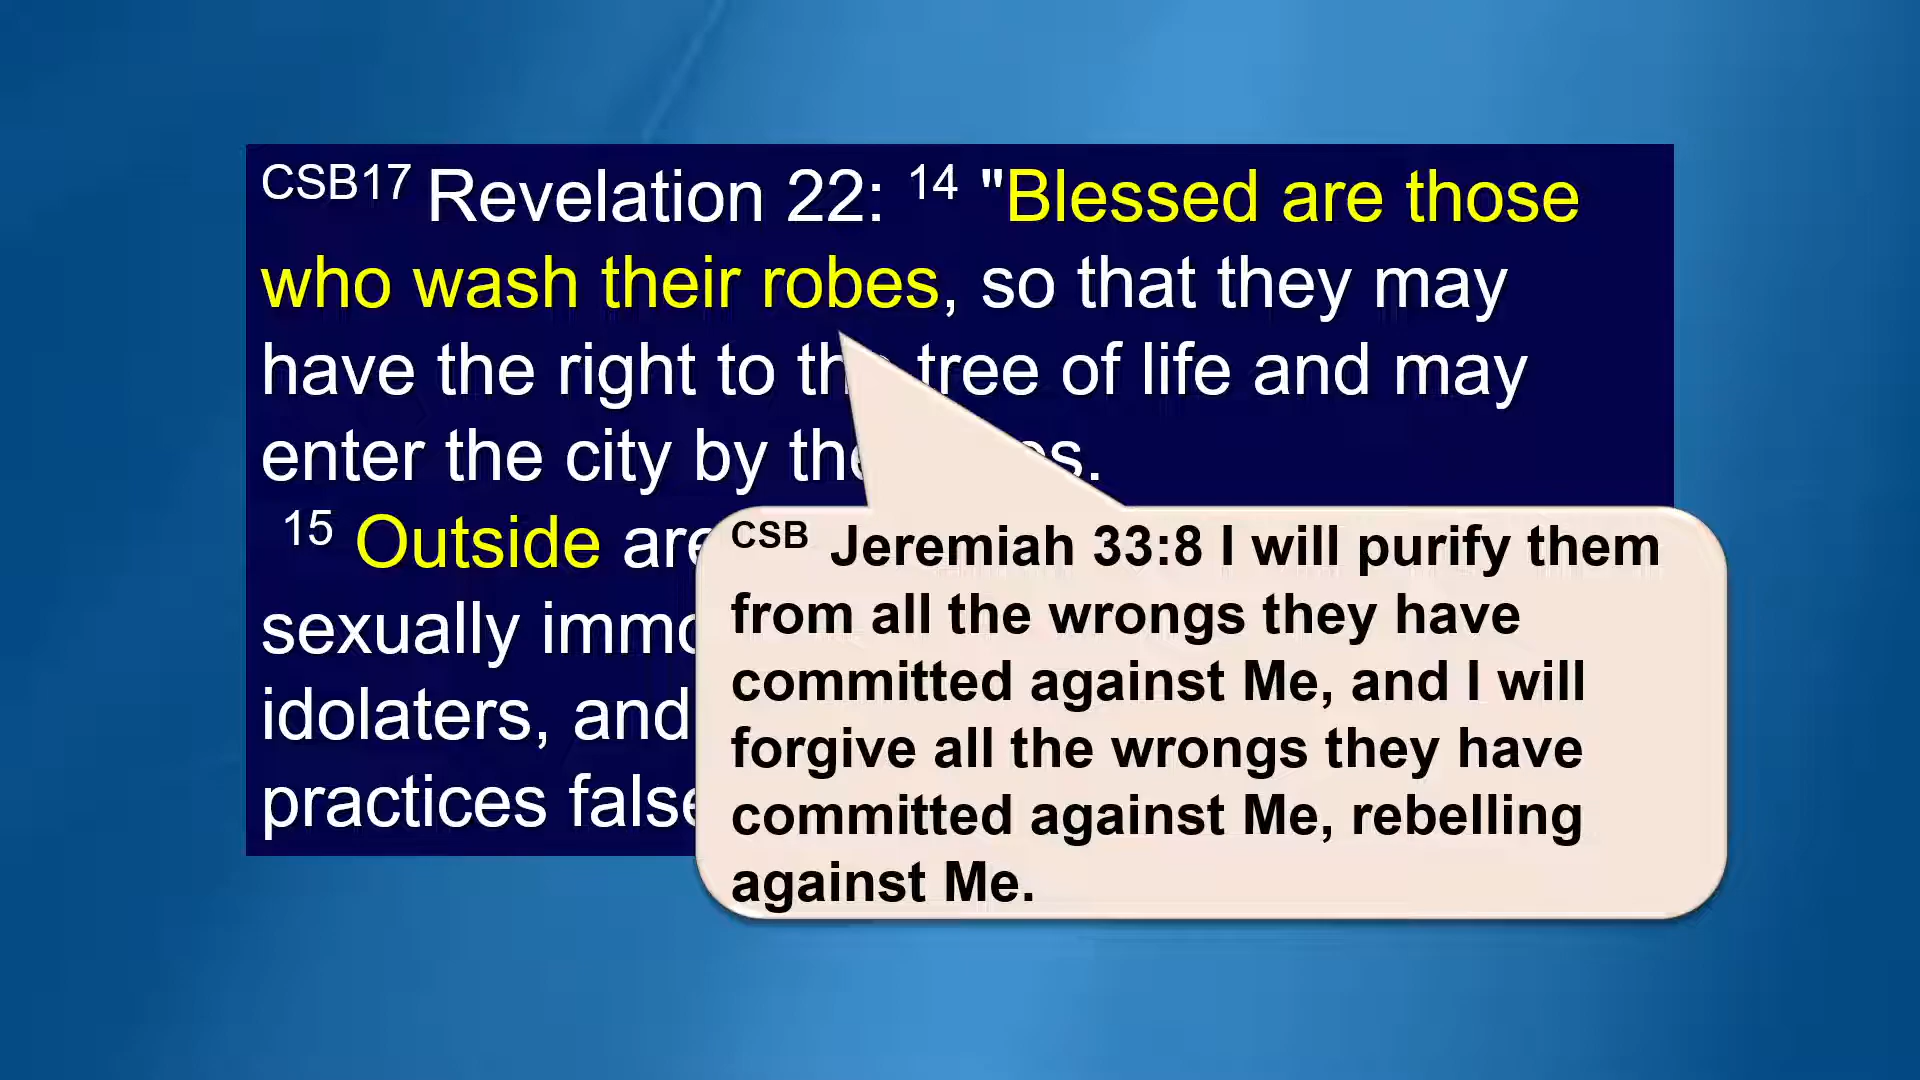 CSB17 Revelation 22: 14 "Blessed are those
who wash their robes, so that they may
have the right to the tree of life and may
enter the city by the
15 Outside are
sexually
idolaters, and
practices
CSB Jeremiah 33:8 I will purify them
from all the wrongs they have
committed against Me, and I will
forgive all the wrongs they have
committed against Me, rebelling
against Me.